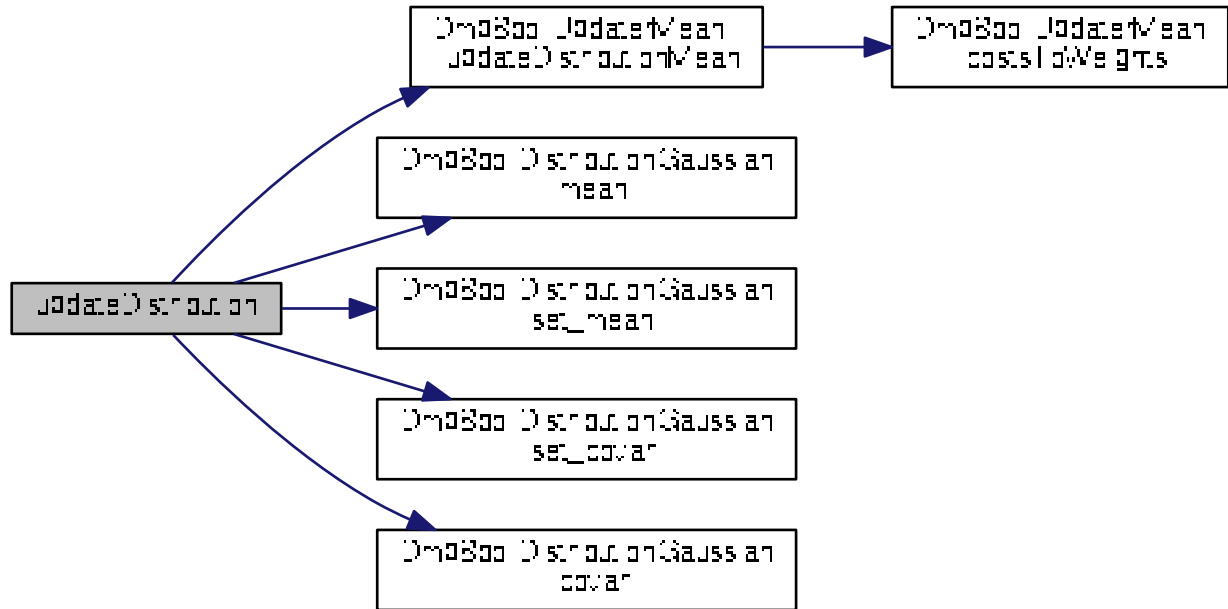 updateDistribution
DmpBbo::UpdaterMean
::updateDistributionMean
DmpBbo::UpdaterMean
::costsToWeights
DmpBbo::DistributionGaussian
::mean
DmpBbo::DistributionGaussian
::set_mean
DmpBbo::DistributionGaussian
::set_covar
DmpBbo::DistributionGaussian
::covar